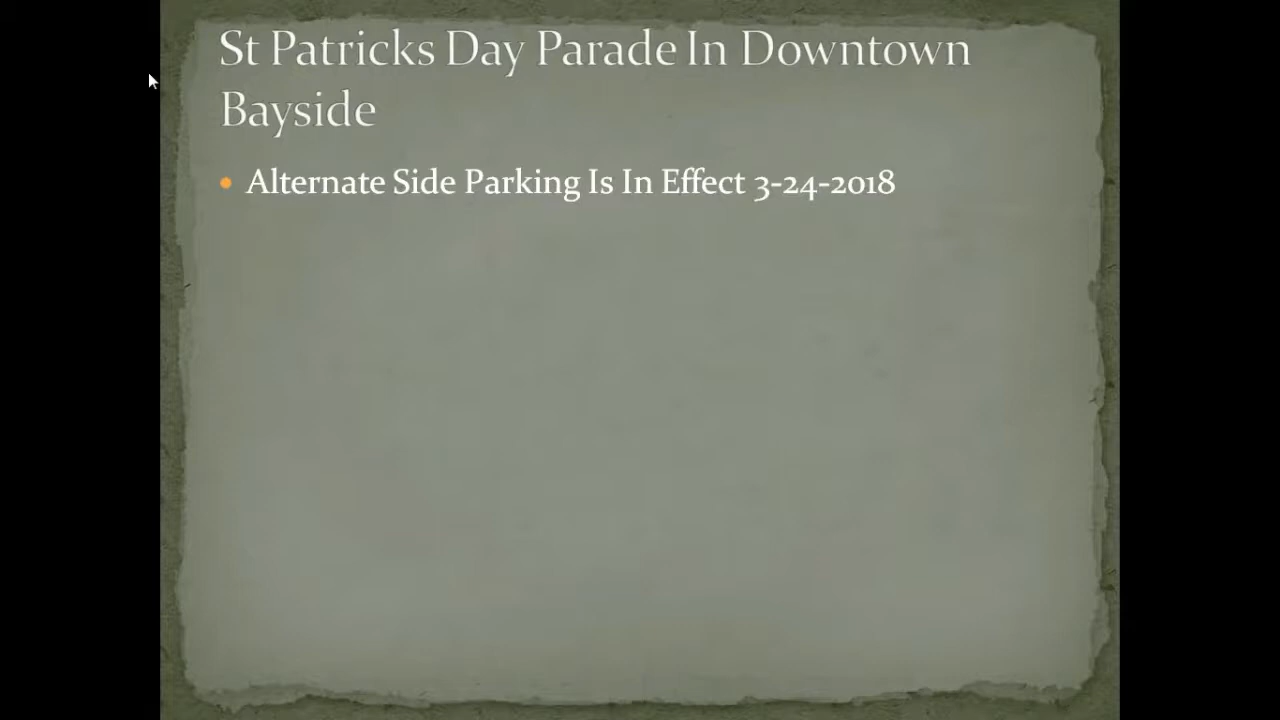 St Patricks Day Parade In Downtown
Bayside
• Alternate Side Parking Is In Effect 3-24-2018